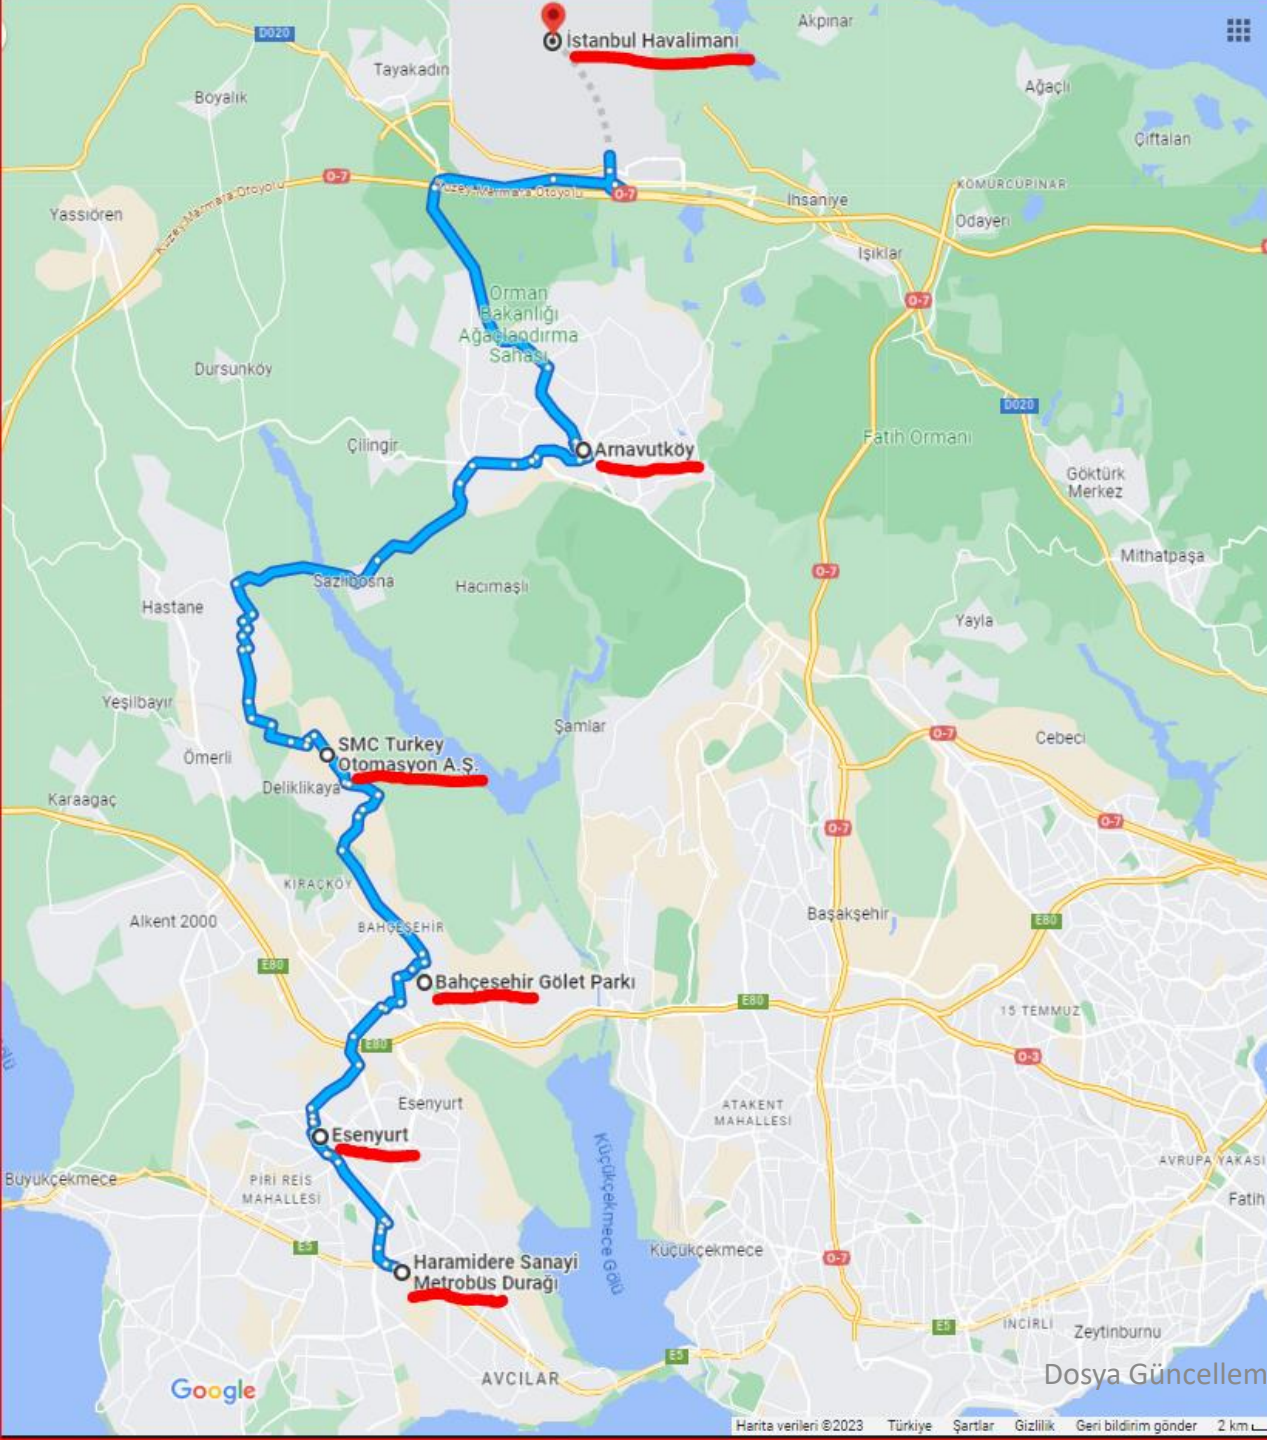 Akpınar
D020
İstanbul Havalimanı
Tayakadın
Boyalık
Ağaçlı
Çiftalan
O-7
Kuzey Marmara Otoyolu
O-7
KÖMÜRCÜPINAR
İhsaniye
Yassıören
Kuzey Marmara Otoyolu
Odayeri
Işıklar
Orman
Bakanlığı
Ağaçlandırma
Sahası
O-7
Dursunköy
D020
Çilingir
Arnavutköy
Fatih Ormanı
Göktürk
Merkez
Mithatpaşa
O-7
Sazlıbosna
Hacımaşlı
Hastane
Yayla
Yeşilbayır
Şamlar
O-7
Cebeci
SMC Turkey
Otomasyon A.Ş.
Ömerli
Deliklikaya
Karaagaç
O-7
O-7
KIRAÇKÖY
Alkent 2000
BAHÇEŞEHİR
Başakşehir
E80
E80
Bahçeşehir Gölet Parkı
E80
15 TEMMUZ
E80
O-3
Esenyurt
ATAKENT
MAHALLESİ
Esenyurt
AVRUPA YAKASI
Büyükçekmece
PİRİ REİS
MAHALLESİ
Fatih
Küçükçekmece Gölü
E5
Küçükçekmece
O-7
Haramidere Sanayi
Metrobüs Durağı
E5
İNCİRLİ
Zeytinburnu
E5
AVCILAR
Dosya Güncellem
Google
Harita verileri ©2023 Türkiye Şartlar Gizlilik Geri bildirim gönder 2 km